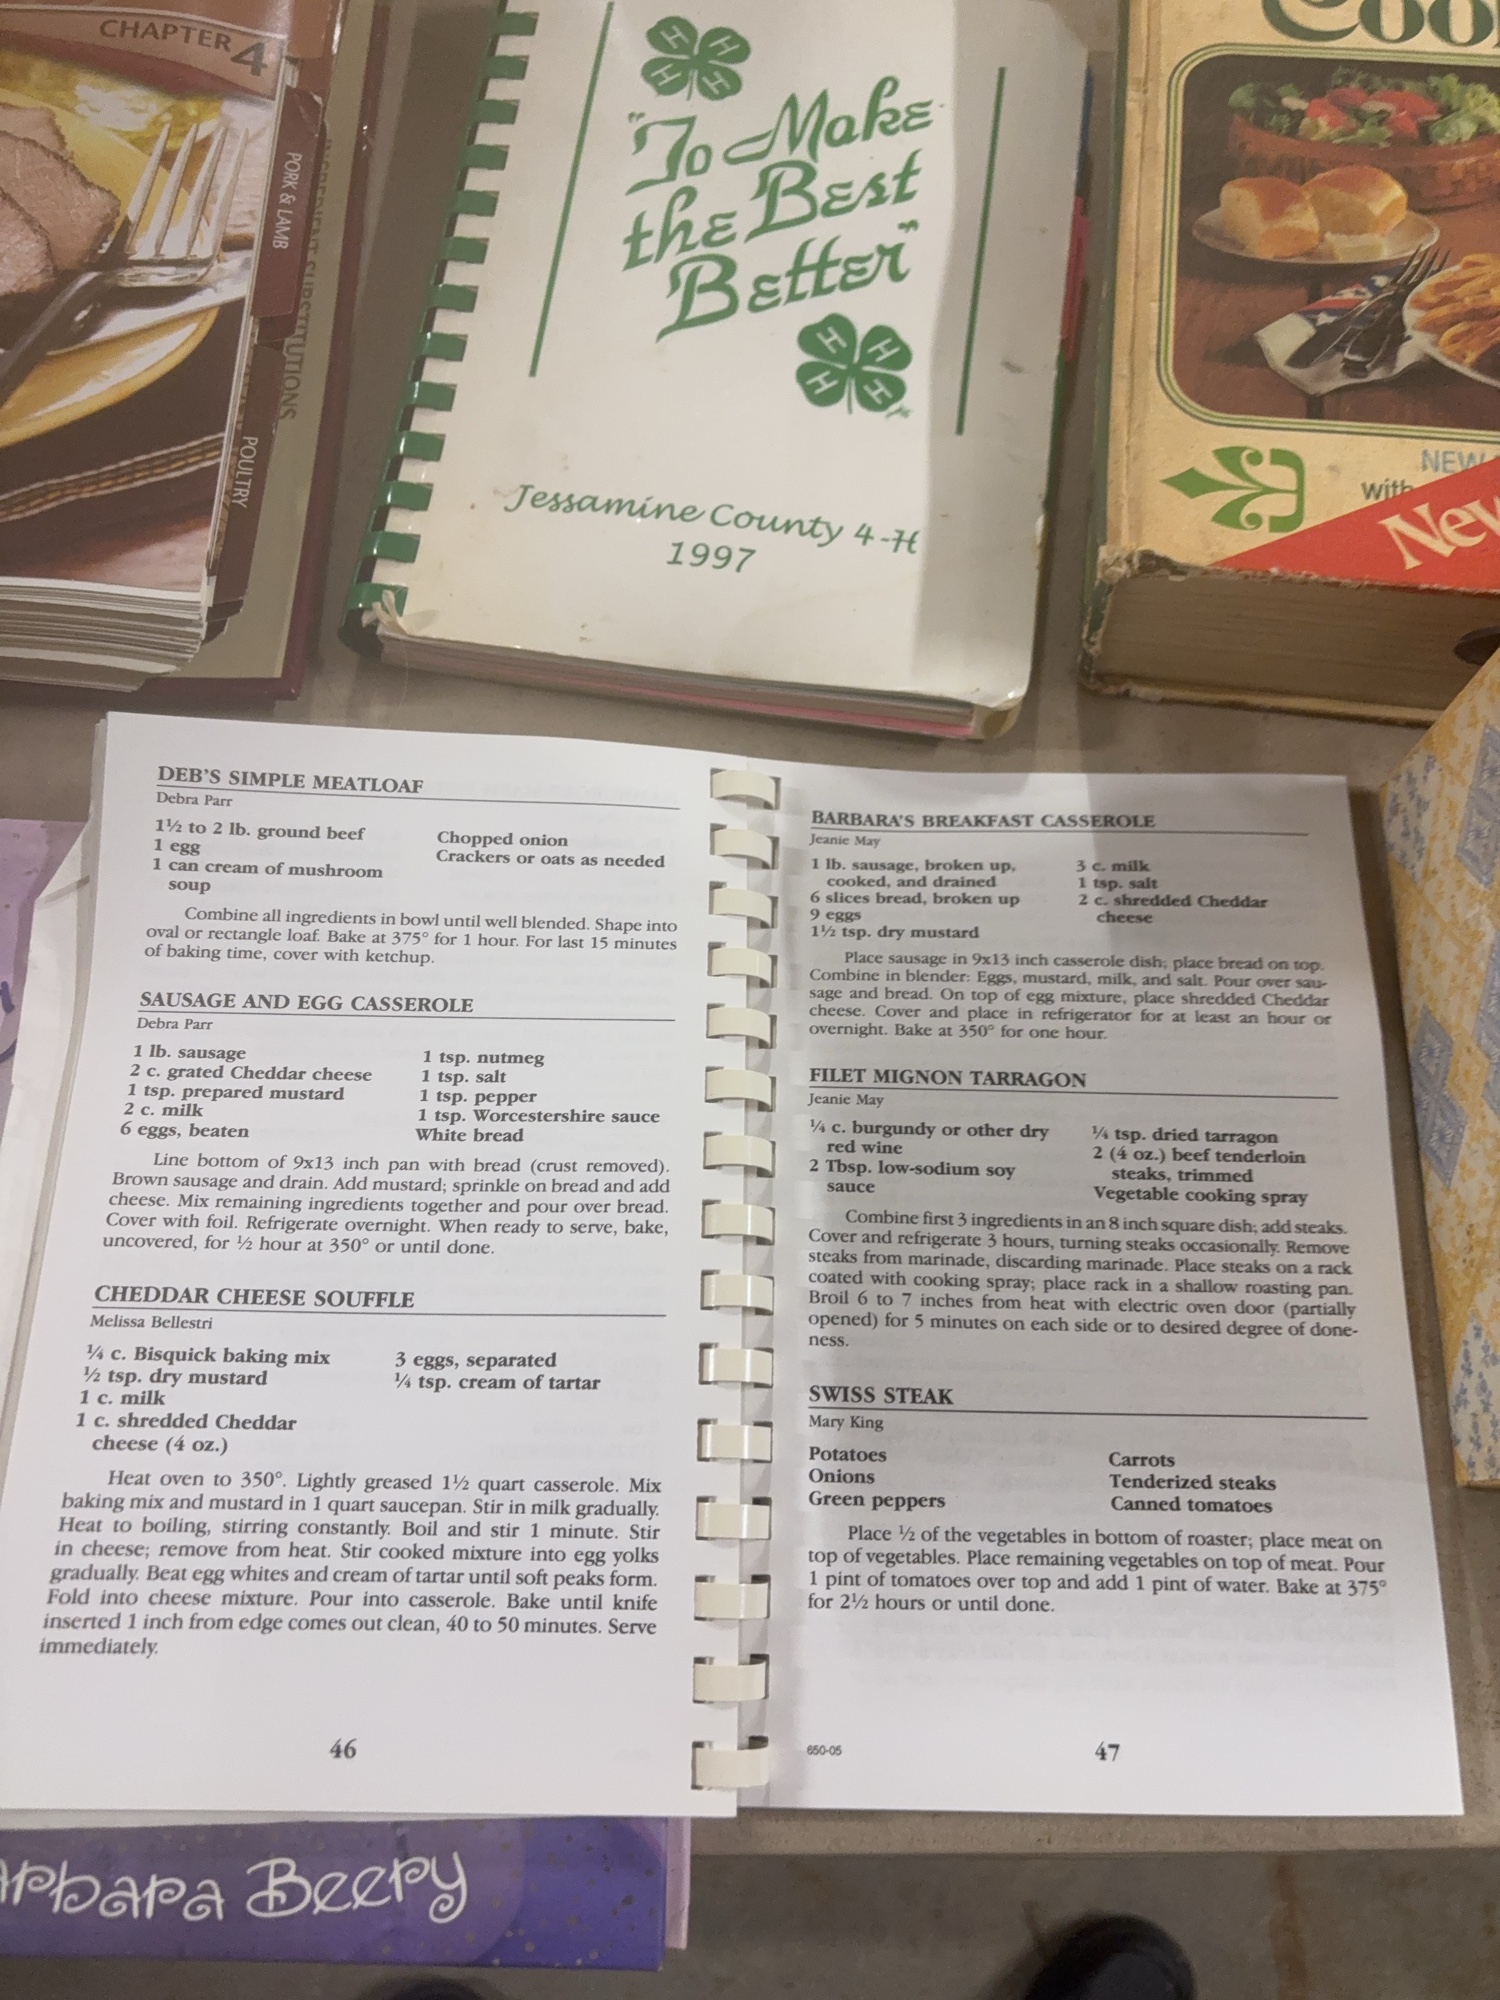 CHAPTER 4
PORK & LAMB
POULTRY
INGREDIENT SUBSTITUTIONS
H H
H H
"To Make
the Best
Better"
H H
H H
Jessamine County 4-H
1997
NEW
with
New
DEB'S SIMPLE MEATLOAF
Debra Parr
1½ to 2 lb. ground beef
1 egg
1 can cream of mushroom
soup
Chopped onion
Crackers or oats as needed
Combine all ingredients in bowl until well blended. Shape into
oval or rectangle loaf. Bake at 375° for 1 hour. For last 15 minutes
of baking time, cover with ketchup.
SAUSAGE AND EGG CASSEROLE
Debra Parr
1 lb. sausage
2 c. grated Cheddar cheese
1 tsp. prepared mustard
2 c. milk
6 eggs, beaten
1 tsp. nutmeg
1 tsp. salt
1 tsp. pepper
1 tsp. Worcestershire sauce
White bread
Line bottom of 9x13 inch pan with bread (crust removed).
Brown sausage and drain. Add mustard; sprinkle on bread and add
cheese. Mix remaining ingredients together and pour over bread.
Cover with foil. Refrigerate overnight. When ready to serve, bake,
uncovered, for ½ hour at 350° or until done.
CHEDDAR CHEESE SOUFFLE
Melissa Bellestri
¼ c. Bisquick baking mix
½ tsp. dry mustard
1 c. milk
1 c. shredded Cheddar
cheese (4 oz.)
3 eggs, separated
¼ tsp. cream of tartar
Heat oven to 350°. Lightly greased 1½ quart casserole. Mix
baking mix and mustard in 1 quart saucepan. Stir in milk gradually.
Heat to boiling, stirring constantly. Boil and stir 1 minute. Stir
in cheese; remove from heat. Stir cooked mixture into egg yolks
gradually. Beat egg whites and cream of tartar until soft peaks form.
Fold into cheese mixture. Pour into casserole. Bake until knife
inserted 1 inch from edge comes out clean, 40 to 50 minutes. Serve
immediately.
46
BARBARA'S BREAKFAST CASSEROLE
Jeanie May
1 lb. sausage, broken up,
cooked, and drained
6 slices bread, broken up
9 eggs
1½ tsp. dry mustard
3 c. milk
1 tsp. salt
2 c. shredded Cheddar
cheese
Place sausage in 9x13 inch casserole dish; place bread on top.
Combine in blender: Eggs, mustard, milk, and salt. Pour over sau-
sage and bread. On top of egg mixture, place shredded Cheddar
cheese. Cover and place in refrigerator for at least an hour or
overnight. Bake at 350° for one hour.
FILET MIGNON TARRAGON
Jeanie May
¼ c. burgundy or other dry
red wine
2 Tbsp. low-sodium soy
sauce
¼ tsp. dried tarragon
2 (4 oz.) beef tenderloin
steaks, trimmed
Vegetable cooking spray
Combine first 3 ingredients in an 8 inch square dish; add steaks.
Cover and refrigerate 3 hours, turning steaks occasionally. Remove
steaks from marinade, discarding marinade. Place steaks on a rack
coated with cooking spray; place rack in a shallow roasting pan.
Broil 6 to 7 inches from heat with electric oven door (partially
opened) for 5 minutes on each side or to desired degree of done-
ness.
SWISS STEAK
Mary King
Potatoes
Onions
Green peppers
Carrots
Tenderized steaks
Canned tomatoes
Place ½ of the vegetables in bottom of roaster; place meat on
top of vegetables. Place remaining vegetables on top of meat. Pour
1 pint of tomatoes over top and add 1 pint of water. Bake at 375°
for 2½ hours or until done.
650-05
47
arbara Beery